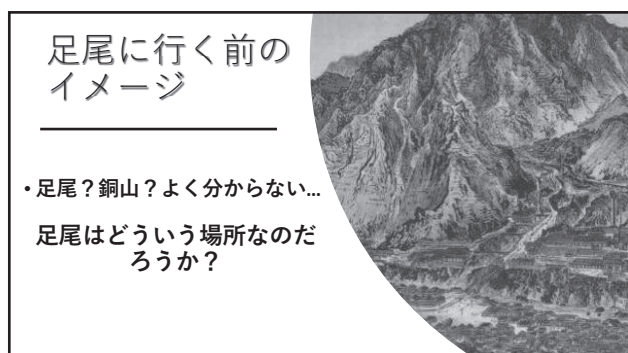 足尾に行く前の
イメージ
• 足尾？銅山？よく分からない...
足尾はどういう場所なのだ
ろうか？